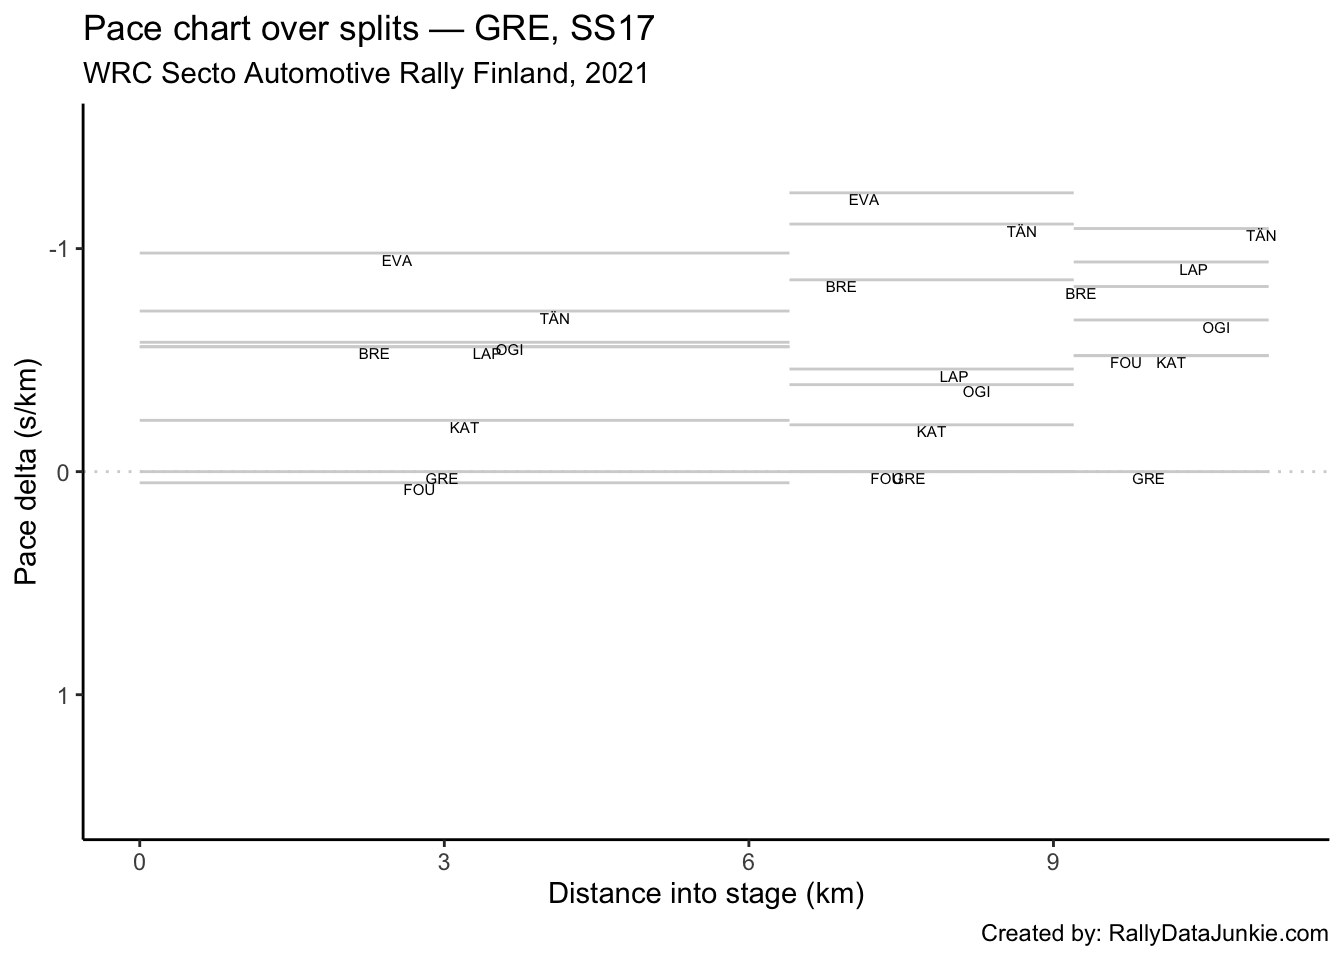 Pace chart over splits — GRE, SS17
WRC Secto Automotive Rally Finland, 2021
Pace delta (s/km)
-1
0
1
EVA
TÄN
BRE
LAP
OGI
KAT
GRE
FOU
EVA
TÄN
BRE
LAP
OGI
KAT
FOU
GRE
TÄN
LAP
BRE
OGI
FOU
KAT
GRE
0
3
6
9
Distance into stage (km)
Created by: RallyDataJunkie.com